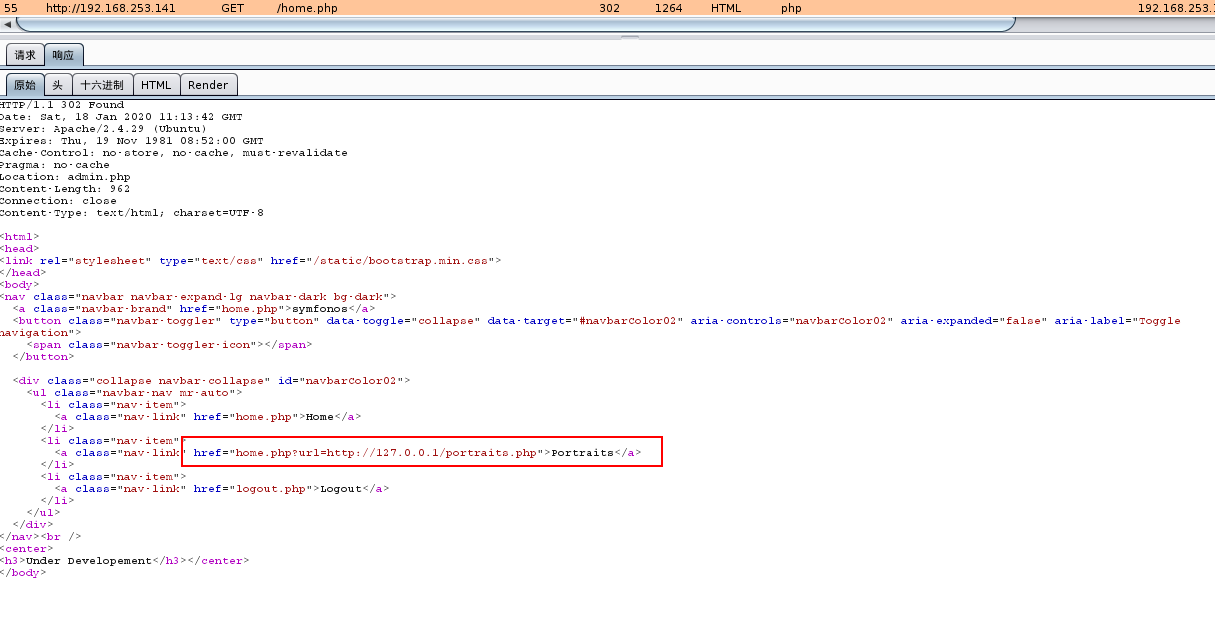 55 http://192.168.253.141 GET /home.php 302 1264 HTML php 192.168.253.1
请求 响应
原始 头 十六进制 HTML Render
HTTP/1.1 302 Found
Date: Sat, 18 Jan 2020 11:13:42 GMT
Server: Apache/2.4.29 (Ubuntu)
Expires: Thu, 19 Nov 1981 08:52:00 GMT
Cache-Control: no-store, no-cache, must-revalidate
Pragma: no-cache
Location: admin.php
Content-Length: 962
Connection: close
Content-Type: text/html; charset=UTF-8
<html>
<head>
<link rel="stylesheet" type="text/css" href="/static/bootstrap.min.css">
</head>
<body>
<nav class="navbar navbar-expand-lg navbar-dark bg-dark">
<a class="navbar-brand" href="home.php">symfonos</a>
<button class="navbar-toggler" type="button" data-toggle="collapse" data-target="#navbarColor02" aria-controls="navbarColor02" aria-expanded="false" aria-label="Toggle
navigation">
<span class="navbar-toggler-icon"></span>
</button>
<div class="collapse navbar-collapse" id="navbarColor02">
<ul class="navbar-nav mr-auto">
<li class="nav-item">
<a class="nav-link" href="home.php">Home</a>
</li>
<li class="nav-item">
<a class="nav-link" href="home.php?url=http://127.0.0.1/portraits.php">Portraits</a>
</li>
<li class="nav-item">
<a class="nav-link" href="logout.php">Logout</a>
</li>
</ul>
</div>
</nav><br />
<center>
<h3>Under Developement</h3></center>
</body>